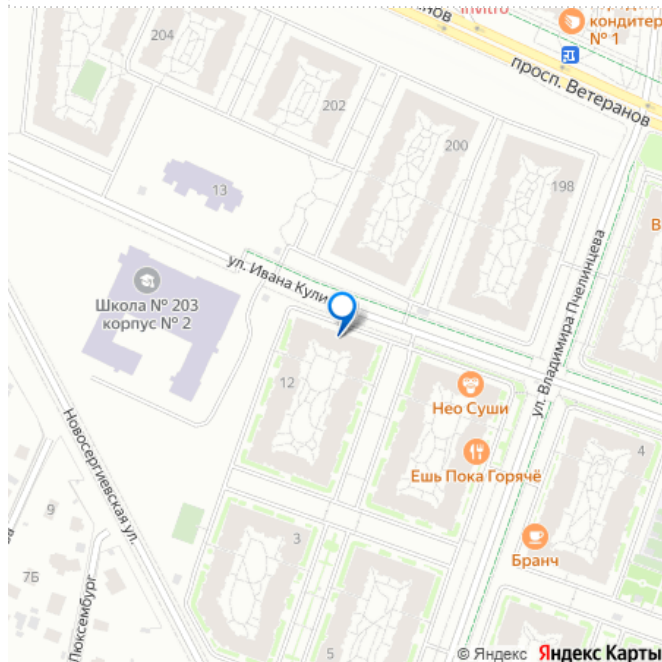 204
кондитер
№ 1
просп. Ветеранов
202
200
198
13
ул. Ивана Кули
Школа № 203
корпус № 2
ул. Владимира Пчелинцева
12
Нео Суши
Ешь Пока Горячё
4
Новосергиевская ул.
9
7Б
Люксембург
3
5
Бранч
В
© Яндекс Яндекс Карты